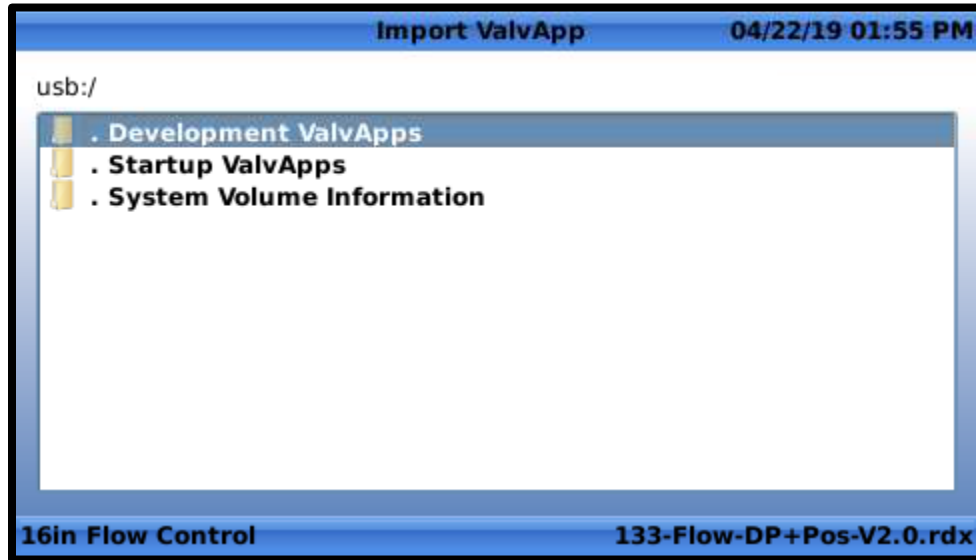 Import ValvApp 04/22/19 01:55 PM
usb:/
. Development ValvApps
. Startup ValvApps
. System Volume Information
16in Flow Control 133-Flow-DP+Pos-V2.0.rdx